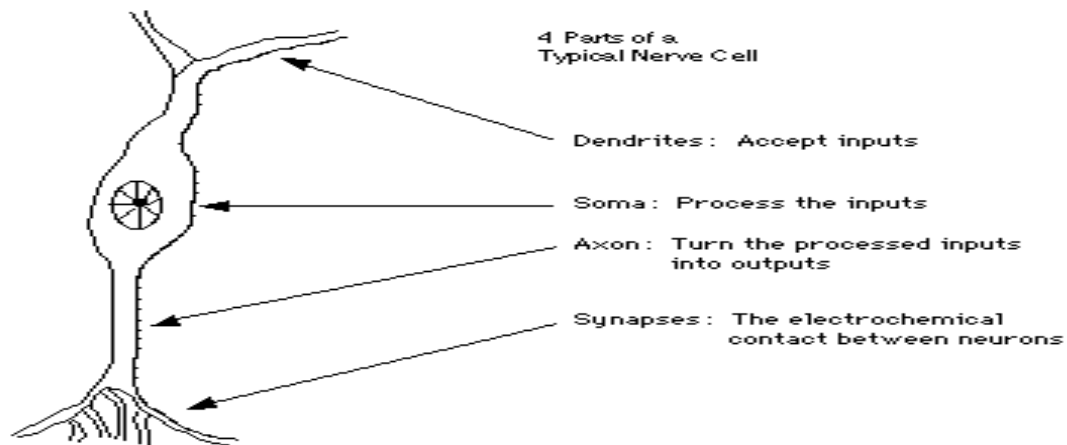 4 Parts of a
Typical Nerve Cell
Dendrites: Accept inputs
Soma: Process the inputs
Axon: Turn the processed inputs
into outputs
Synapses: The electrochemical
contact between neurons